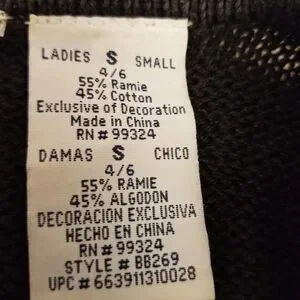 LADIES S SMALL
4/6
55% Ramie
45% Cotton
Exclusive of Decoration
Made in China
RN # 99324
DAMAS S CHICO
4/6
55% RAMIE
45% ALGODON
DECORACION EXCLUSIVA
HECHO EN CHINA
RN # 99324
STYLE # BB269
UPC # 663911310028